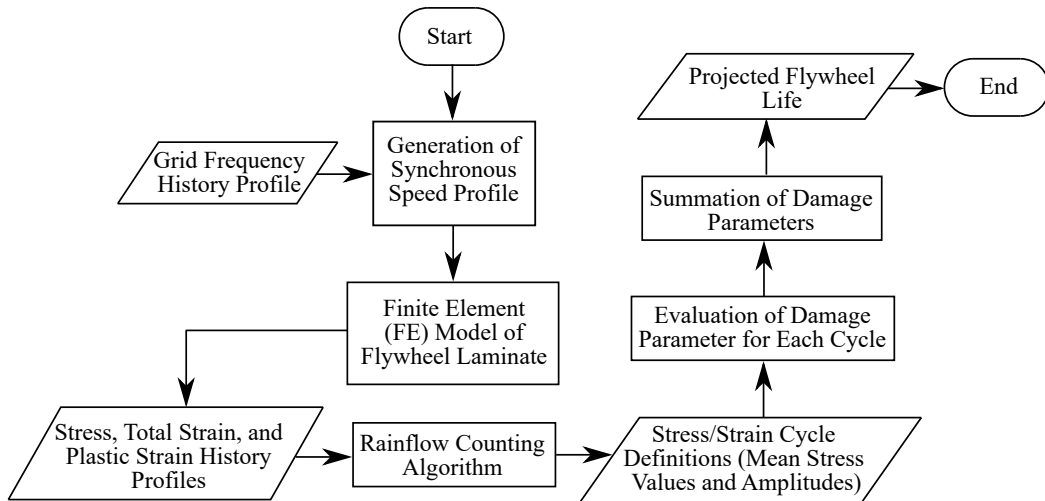 Start
Grid Frequency
History Profile
Generation of
Synchronous
Speed Profile
Finite Element
(FE) Model of
Flywheel Laminate
Stress, Total Strain, and
Plastic Strain History
Profiles
Rainflow Counting
Algorithm
Stress/Strain Cycle
Definitions (Mean Stress
Values and Amplitudes)
Evaluation of Damage
Parameter for Each Cycle
Summation of Damage
Parameters
Projected Flywheel
Life
End